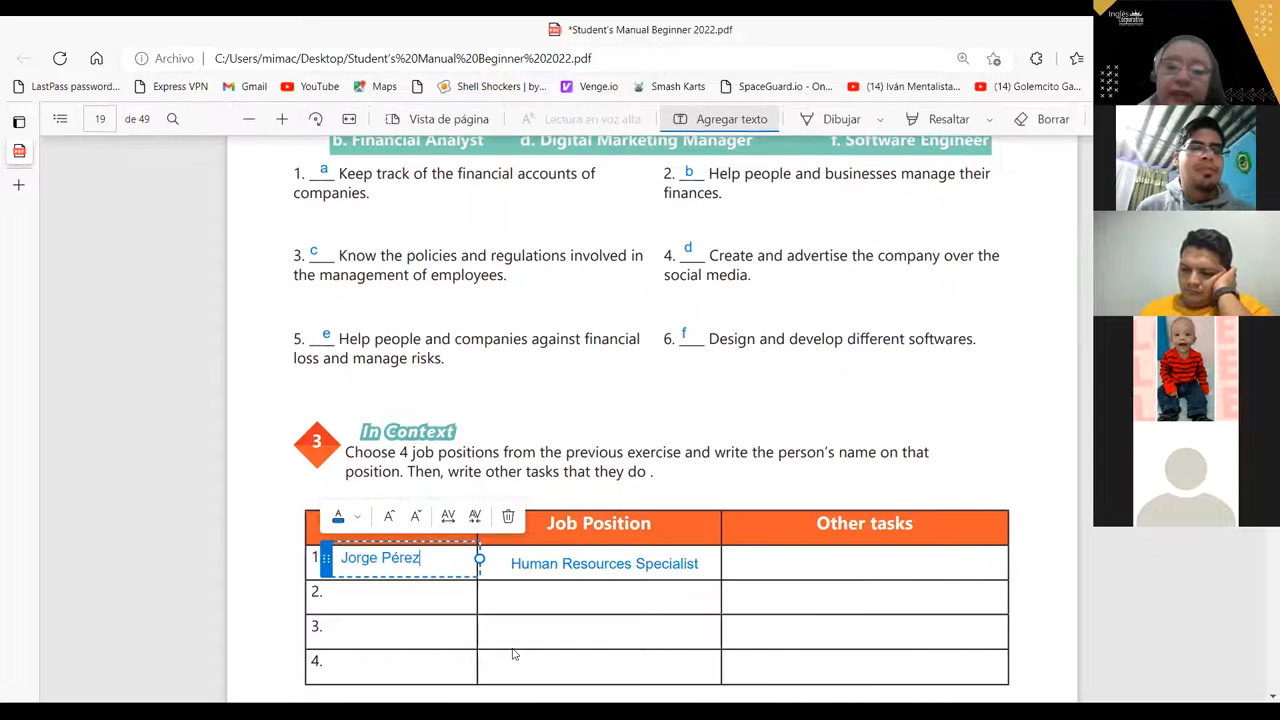 *Student's Manual Beginner 2022.pdf
Archivo C:/Users/mimac/Desktop/Student's%20Manual%20Beginner%202022.pdf
LastPass password... Express VPN Gmail YouTube Maps Shell Shockers | by... Venge.io Smash Karts SpaceGuard.io - On... (14) Iván Mentalista... (14) Golemcito Ga...
19 de 49 Vista de página Lectura en voz alta Agregar texto Dibujar Resaltar Borrar
b. Financial Analyst d. Digital Marketing Manager f. Software Engineer
1. a Keep track of the financial accounts of
companies.
2. b Help people and businesses manage their
finances.
3. c Know the policies and regulations involved in
the management of employees.
4. d Create and advertise the company over the
social media.
5. e Help people and companies against financial
loss and manage risks.
6. f Design and develop different softwares.
3 In Context
Choose 4 job positions from the previous exercise and write the person's name on that
position. Then, write other tasks that they do .
Job Position Other tasks
1 Jorge Pérez Human Resources Specialist
2.
3.
4.
Inglés
Corporativo